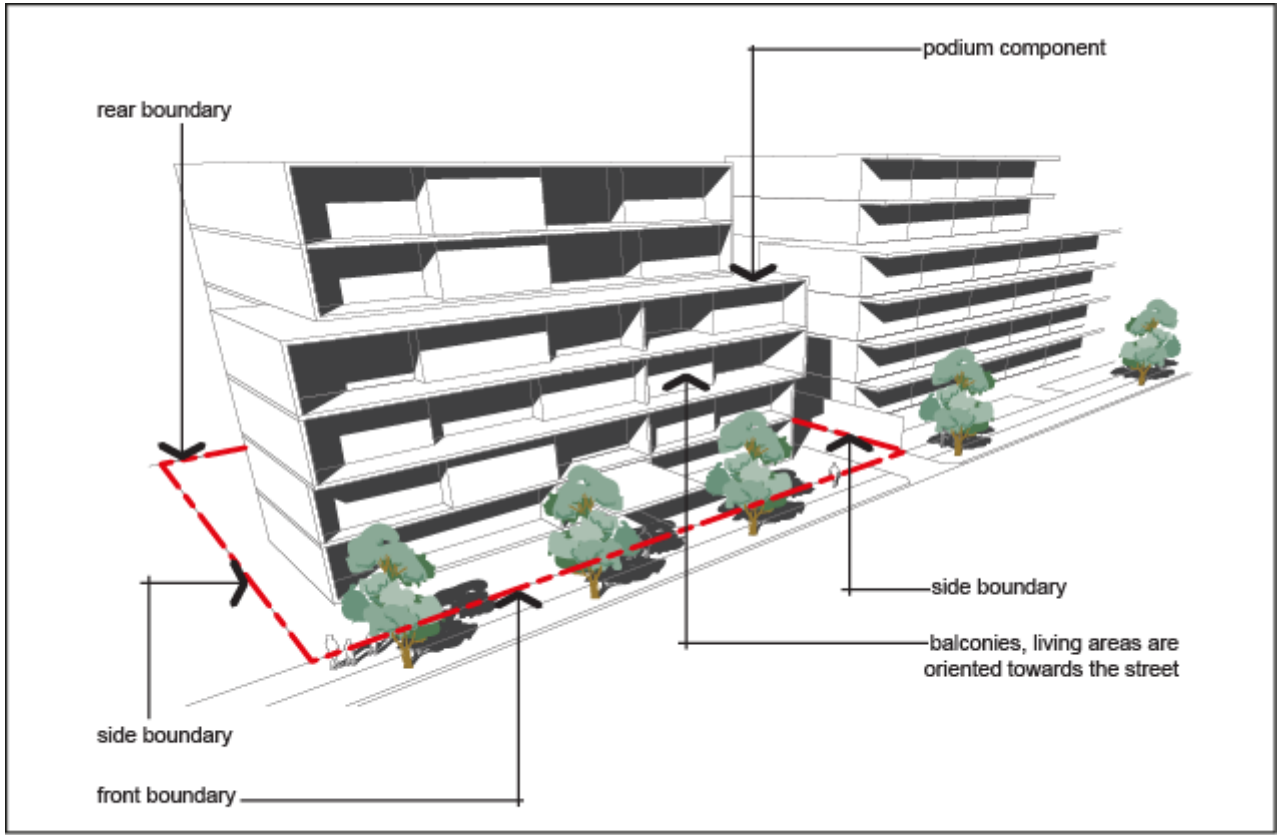 podium component
rear boundary
side boundary
balconies, living areas are
oriented towards the street
side boundary
front boundary